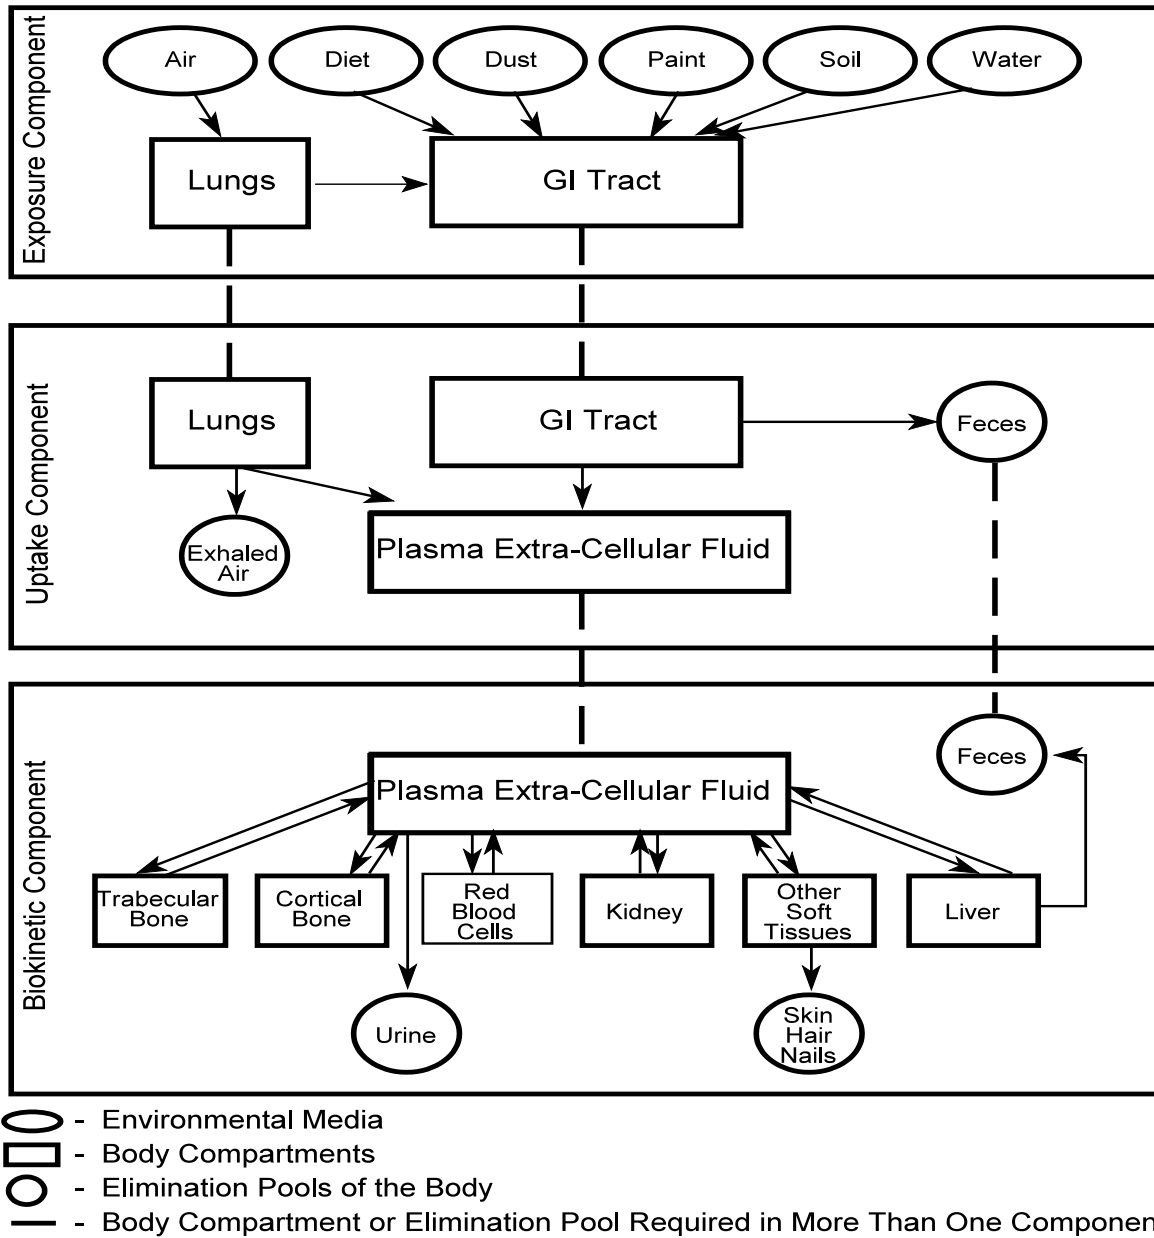 Exposure Component
Air
Diet
Dust
Paint
Soil
Water
Lungs
GI Tract
Uptake Component
Lungs
GI Tract
Feces
Exhaled
Air
Plasma Extra-Cellular Fluid
Biokinetic Component
Feces
Plasma Extra-Cellular Fluid
Trabecular
Bone
Cortical
Bone
Red
Blood
Cells
Kidney
Other
Soft
Tissues
Liver
Urine
Skin
Hair
Nails
- Environmental Media
- Body Compartments
- Elimination Pools of the Body
- Body Compartment or Elimination Pool Required in More Than One Componen